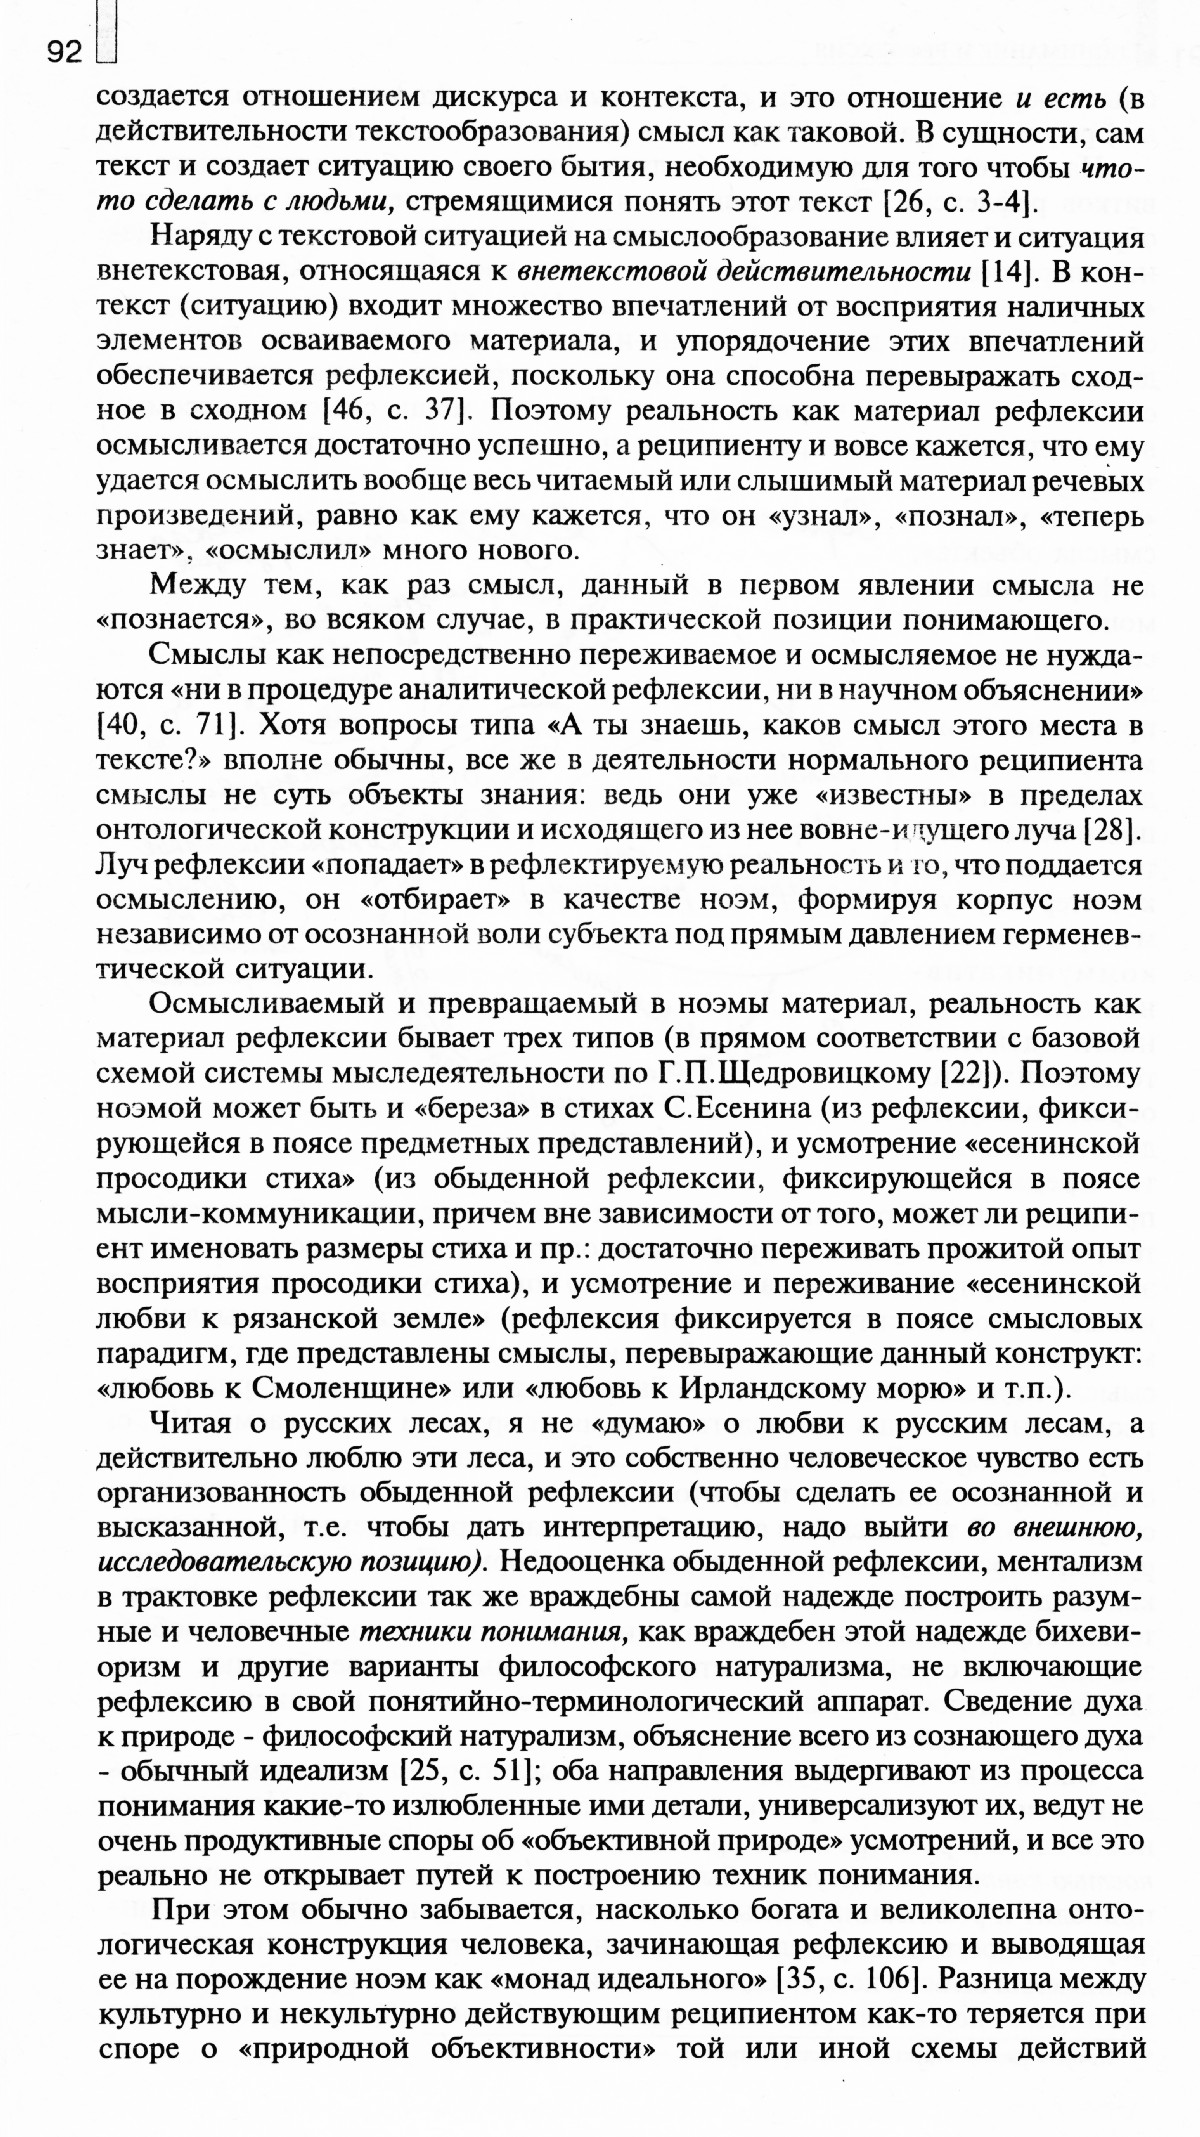 92
создается отношением дискурса и контекста, и это отношение и есть (в
действительности текстообразования) смысл как таковой. В сущности, сам
текст и создает ситуацию своего бытия, необходимую для того чтобы что-
то сделать с людьми, стремящимися понять этот текст [26, с. 3-4].
Наряду с текстовой ситуацией на смыслообразование влияет и ситуация
внетекстовая, относящаяся к внетекстовой действительности [14]. В кон-
текст (ситуацию) входит множество впечатлений от восприятия наличных
элементов осваиваемого материала, и упорядочение этих впечатлений
обеспечивается рефлексией, поскольку она способна перевыражать сход-
ное в сходном [46, с. 37]. Поэтому реальность как материал рефлексии
осмысливается достаточно успешно, а реципиенту и вовсе кажется, что ему
удается осмыслить вообще весь читаемый или слышимый материал речевых
произведений, равно как ему кажется, что он «узнал», «познал», «теперь
знает», «осмыслил» много нового.
Между тем, как раз смысл, данный в первом явлении смысла не
«познается», во всяком случае, в практической позиции понимающего.
Смыслы как непосредственно переживаемое и осмысляемое не нужда-
ются «ни в процедуре аналитической рефлексии, ни в научном объяснении»
[40, с. 71]. Хотя вопросы типа «А ты знаешь, каков смысл этого места в
тексте?» вполне обычны, все же в деятельности нормального реципиента
смыслы не суть объекты знания: ведь они уже «известны» в пределах
онтологической конструкции и исходящего из нее вовне-идущего луча [28].
Луч рефлексии «попадает» в рефлектируемую реальность и то, что поддается
осмыслению, он «отбирает» в качестве ноэм, формируя корпус ноэм
независимо от осознанной воли субъекта под прямым давлением герменев-
тической ситуации.
Осмысливаемый и превращаемый в ноэмы материал, реальность как
материал рефлексии бывает трех типов (в прямом соответствии с базовой
схемой системы мыследеятельности по Г.П.Щедровицкому [22]). Поэтому
ноэмой может быть и «береза» в стихах С.Есенина (из рефлексии, фикси-
рующейся в поясе предметных представлений), и усмотрение «есенинской
просодики стиха» (из обыденной рефлексии, фиксирующейся в поясе
мысли-коммуникации, причем вне зависимости от того, может ли реципи-
ент именовать размеры стиха и пр.: достаточно переживать прожитой опыт
восприятия просодики стиха), и усмотрение и переживание «есенинской
любви к рязанской земле» (рефлексия фиксируется в поясе смысловых
парадигм, где представлены смыслы, перевыражающие данный конструкт:
«любовь к Смоленщине» или «любовь к Ирландскому морю» и т.п.).
Читая о русских лесах, я не «думаю» о любви к русским лесам, а
действительно люблю эти леса, и это собственно человеческое чувство есть
организованность обыденной рефлексии (чтобы сделать ее осознанной и
высказанной, т.е. чтобы дать интерпретацию, надо выйти во внешнюю,
исследовательскую позицию). Недооценка обыденной рефлексии, ментализм
в трактовке рефлексии так же враждебны самой надежде построить разум-
ные и человечные техники понимания, как враждебен этой надежде бихеви-
оризм и другие варианты философского натурализма, не включающие
рефлексию в свой понятийно-терминологический аппарат. Сведение духа
к природе - философский натурализм, объяснение всего из сознающего духа
- обычный идеализм [25, с. 51]; оба направления выдергивают из процесса
понимания какие-то излюбленные ими детали, универсализуют их, ведут не
очень продуктивные споры об «объективной природе» усмотрений, и все это
реально не открывает путей к построению техник понимания.
При этом обычно забывается, насколько богата и великолепна онто-
логическая конструкция человека, зачинающая рефлексию и выводящая
ее на порождение ноэм как «монад идеального» [35, с. 106]. Разница между
культурно и некультурно действующим реципиентом как-то теряется при
споре о «природной объективности» той или иной схемы действий